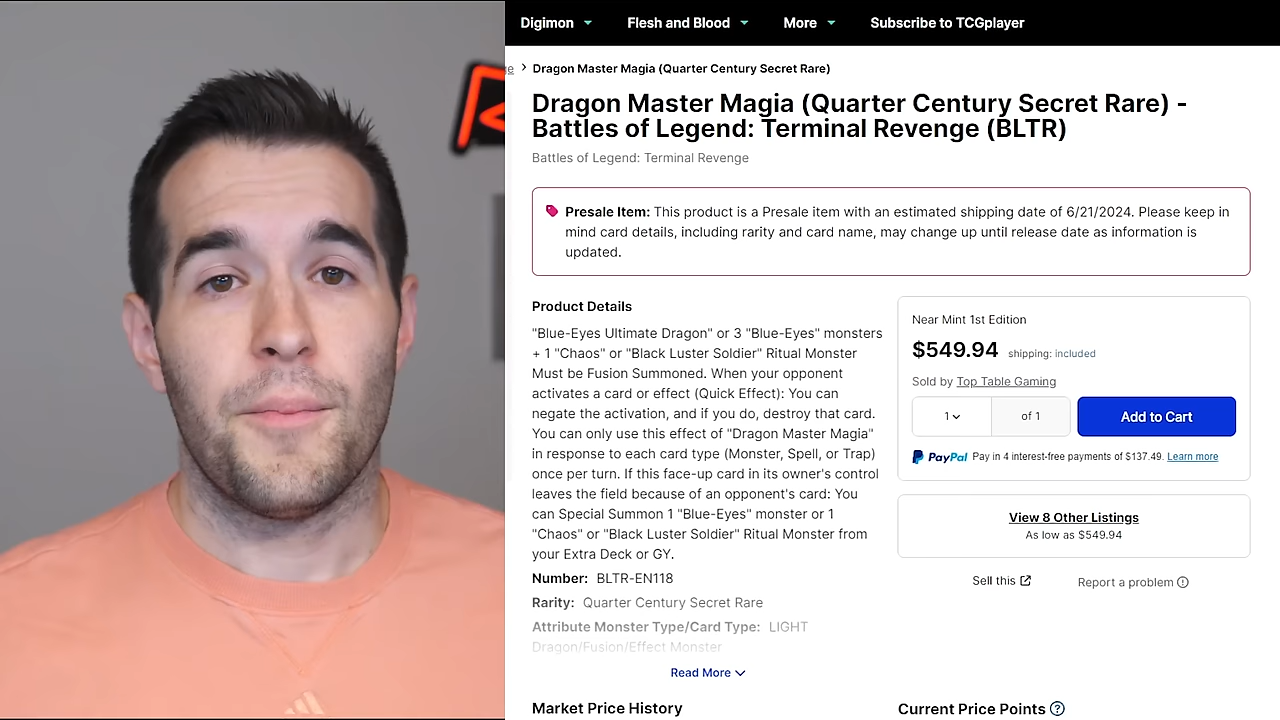 Digimon
Flesh and Blood
More
Subscribe to TCGplayer
Dragon Master Magia (Quarter Century Secret Rare)
Dragon Master Magia (Quarter Century Secret Rare) -
Battles of Legend: Terminal Revenge (BLTR)
Battles of Legend: Terminal Revenge
Presale Item: This product is a Presale item with an estimated shipping date of 6/21/2024. Please keep in
mind card details, including rarity and card name, may change up until release date as information is
updated.
Product Details
"Blue-Eyes Ultimate Dragon" or 3 "Blue-Eyes" monsters
+ 1 "Chaos" or "Black Luster Soldier" Ritual Monster
Must be Fusion Summoned. When your opponent
activates a card or effect (Quick Effect): You can
negate the activation, and if you do, destroy that card.
You can only use this effect of "Dragon Master Magia"
in response to each card type (Monster, Spell, or Trap)
once per turn. If this face-up card in its owner's control
leaves the field because of an opponent's card: You
can Special Summon 1 "Blue-Eyes" monster or 1
"Chaos" or "Black Luster Soldier" Ritual Monster from
your Extra Deck or GY.
Number: BLTR-EN118
Rarity: Quarter Century Secret Rare
Attribute Monster Type/Card Type: LIGHT
Dragon/Fusion/Effect Monster
Read More
Market Price History
Near Mint 1st Edition
$549.94 shipping: included
Sold by Top Table Gaming
1
of 1
Add to Cart
PayPal Pay in 4 interest-free payments of $137.49. Learn more
View 8 Other Listings
As low as $549.94
Sell this
Report a problem
Current Price Points